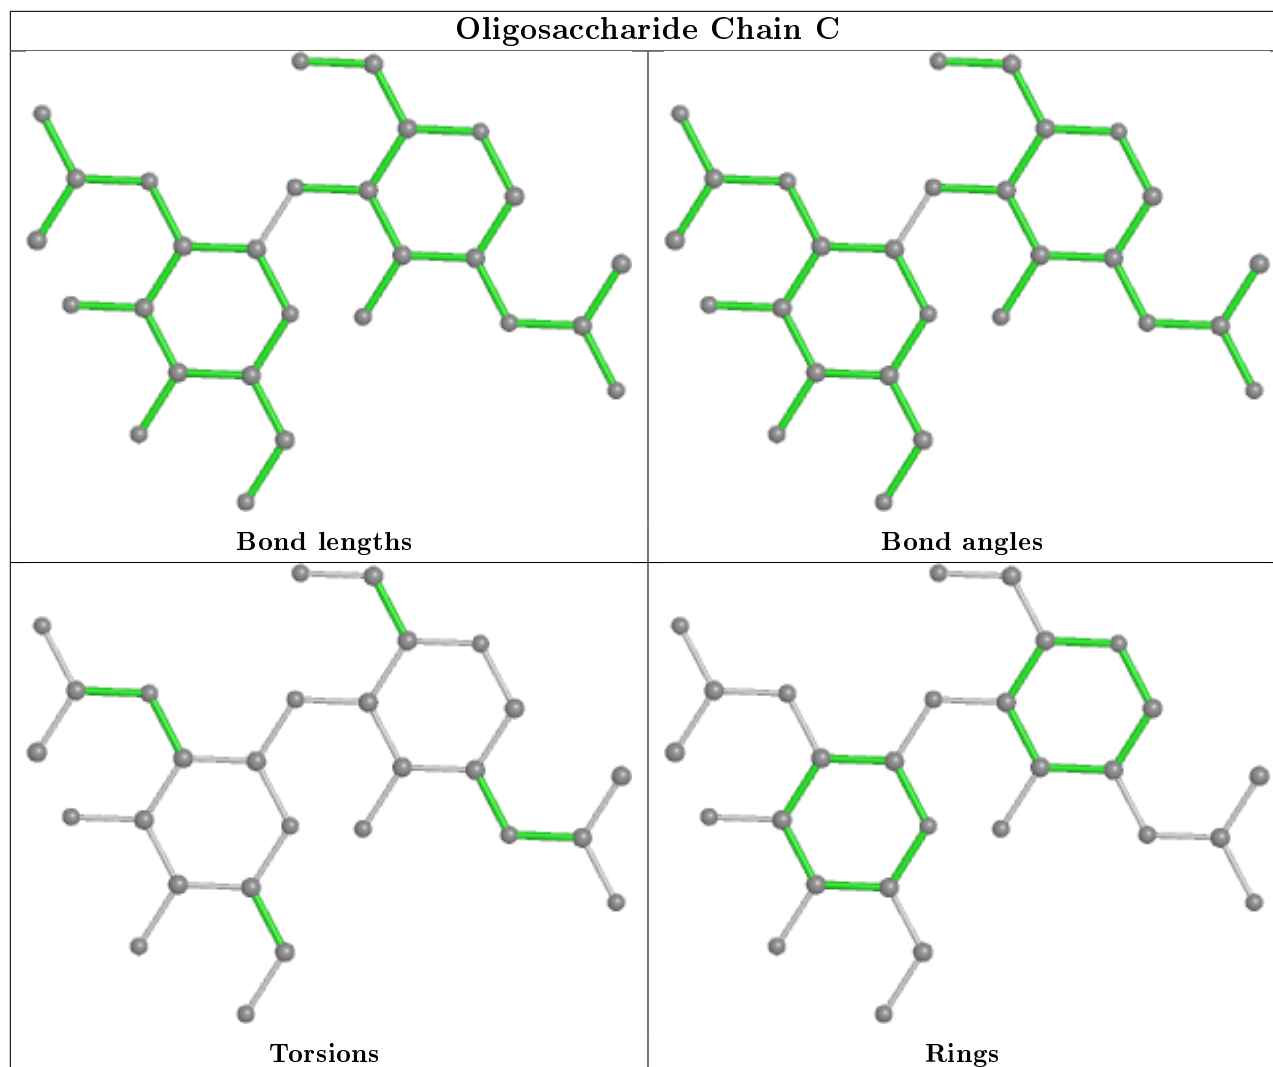 Oligosaccharide Chain C
Bond lengths
Bond angles
Torsions
Rings